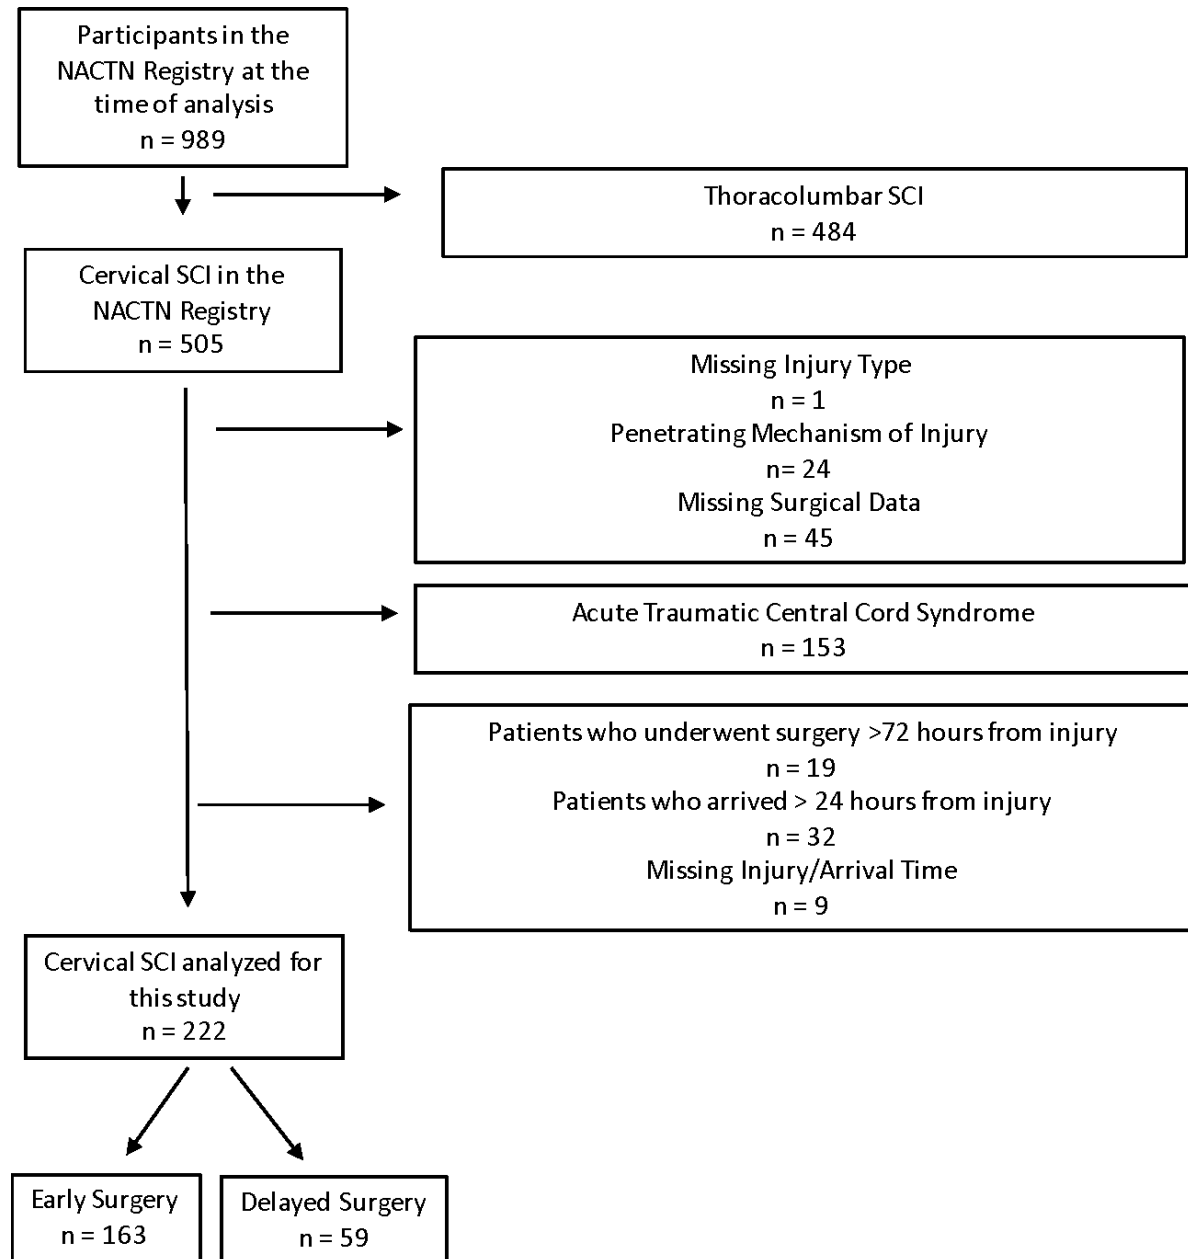 Participants in the
NACTN Registry at the
time of analysis
n = 989
Thoracolumbar SCI
n = 484
Cervical SCI in the
NACTN Registry
n = 505
Missing Injury Type
n = 1
Penetrating Mechanism of Injury
n= 24
Missing Surgical Data
n = 45
Acute Traumatic Central Cord Syndrome
n = 153
Patients who underwent surgery >72 hours from injury
n = 19
Patients who arrived > 24 hours from injury
n = 32
Missing Injury/Arrival Time
n = 9
Cervical SCI analyzed for
this study
n = 222
Early Surgery
n = 163
Delayed Surgery
n = 59